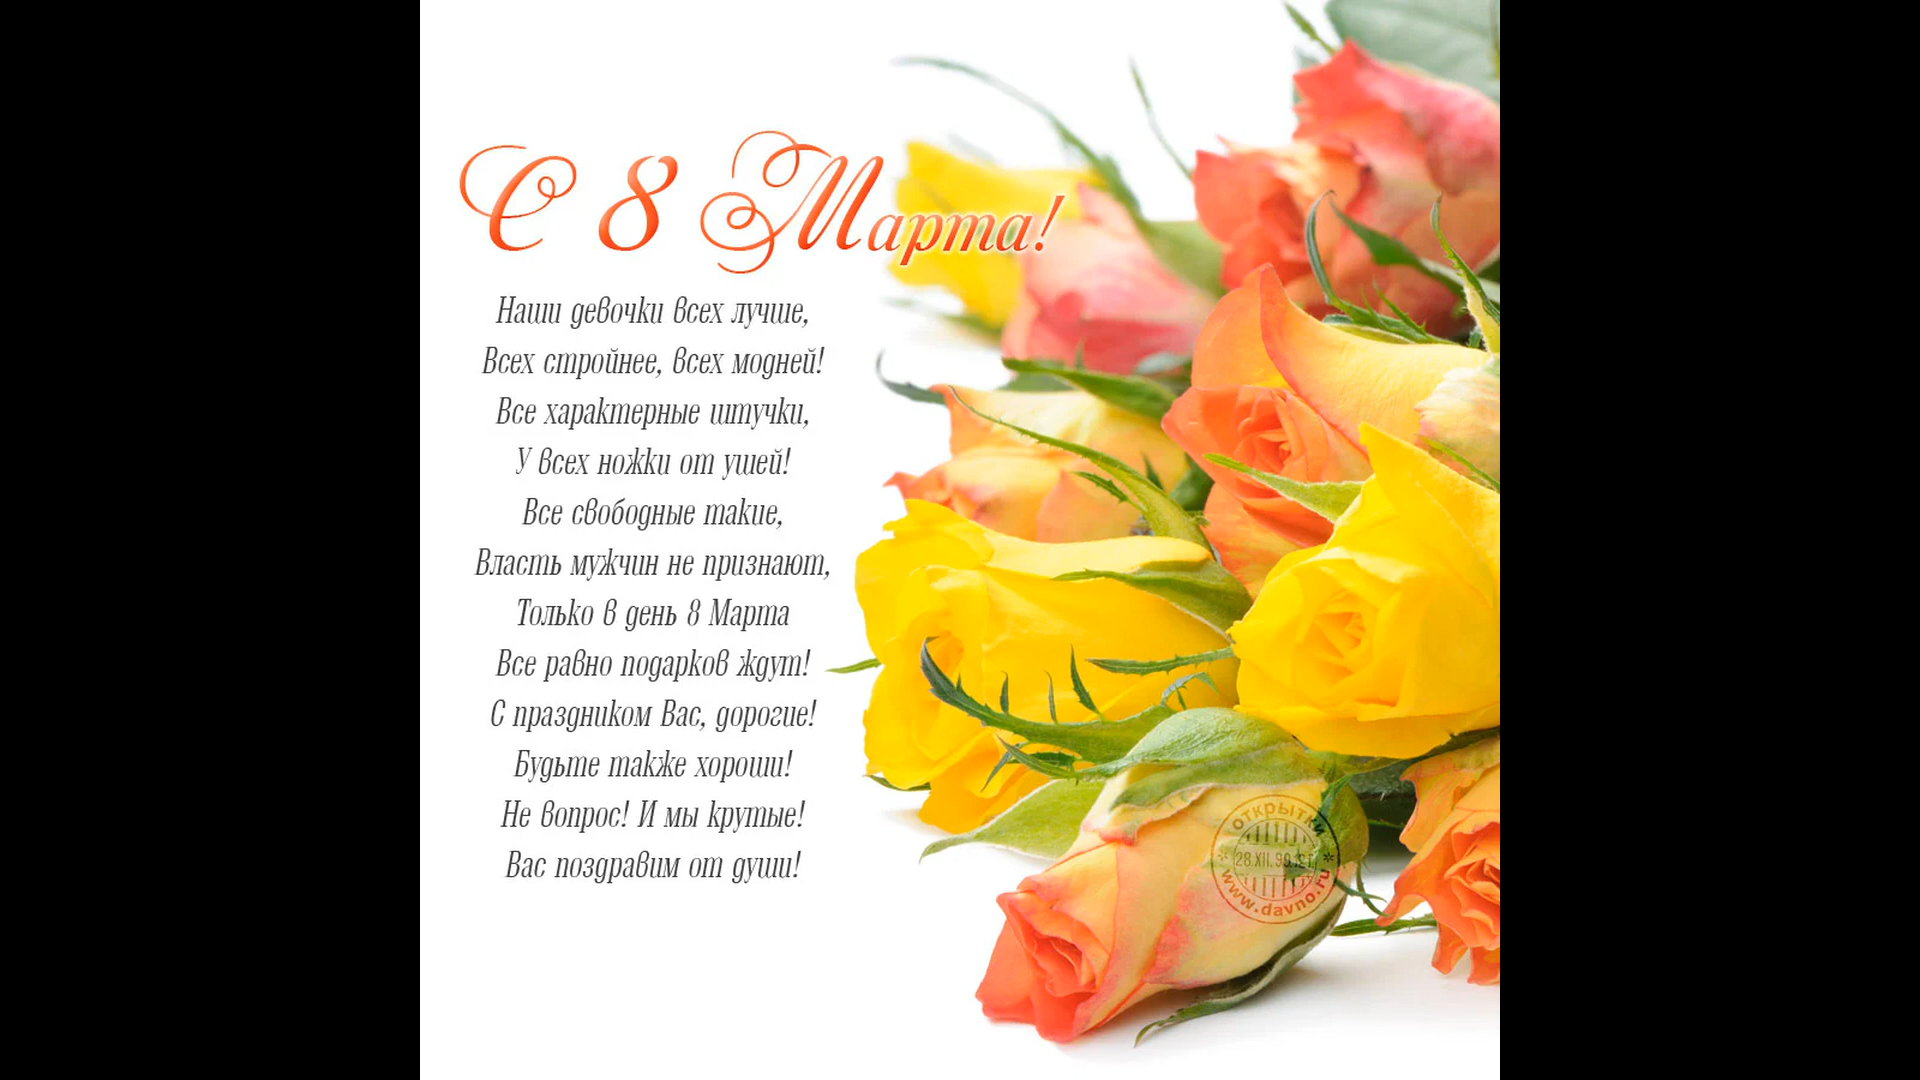 С 8 Марта!
Наши девочки всех лучше,
Всех стройнее, всех модней!
Все характерные штучки,
У всех ножки от ушей!
Все свободные такие,
Власть мужчин не признают,
Только в день 8 Марта
Все равно подарков ждут!
С праздником Вас, дорогие!
Будьте также хороши!
Не вопрос! И мы крутые!
Вас поздравим от души!
открытки
www.davno.ru